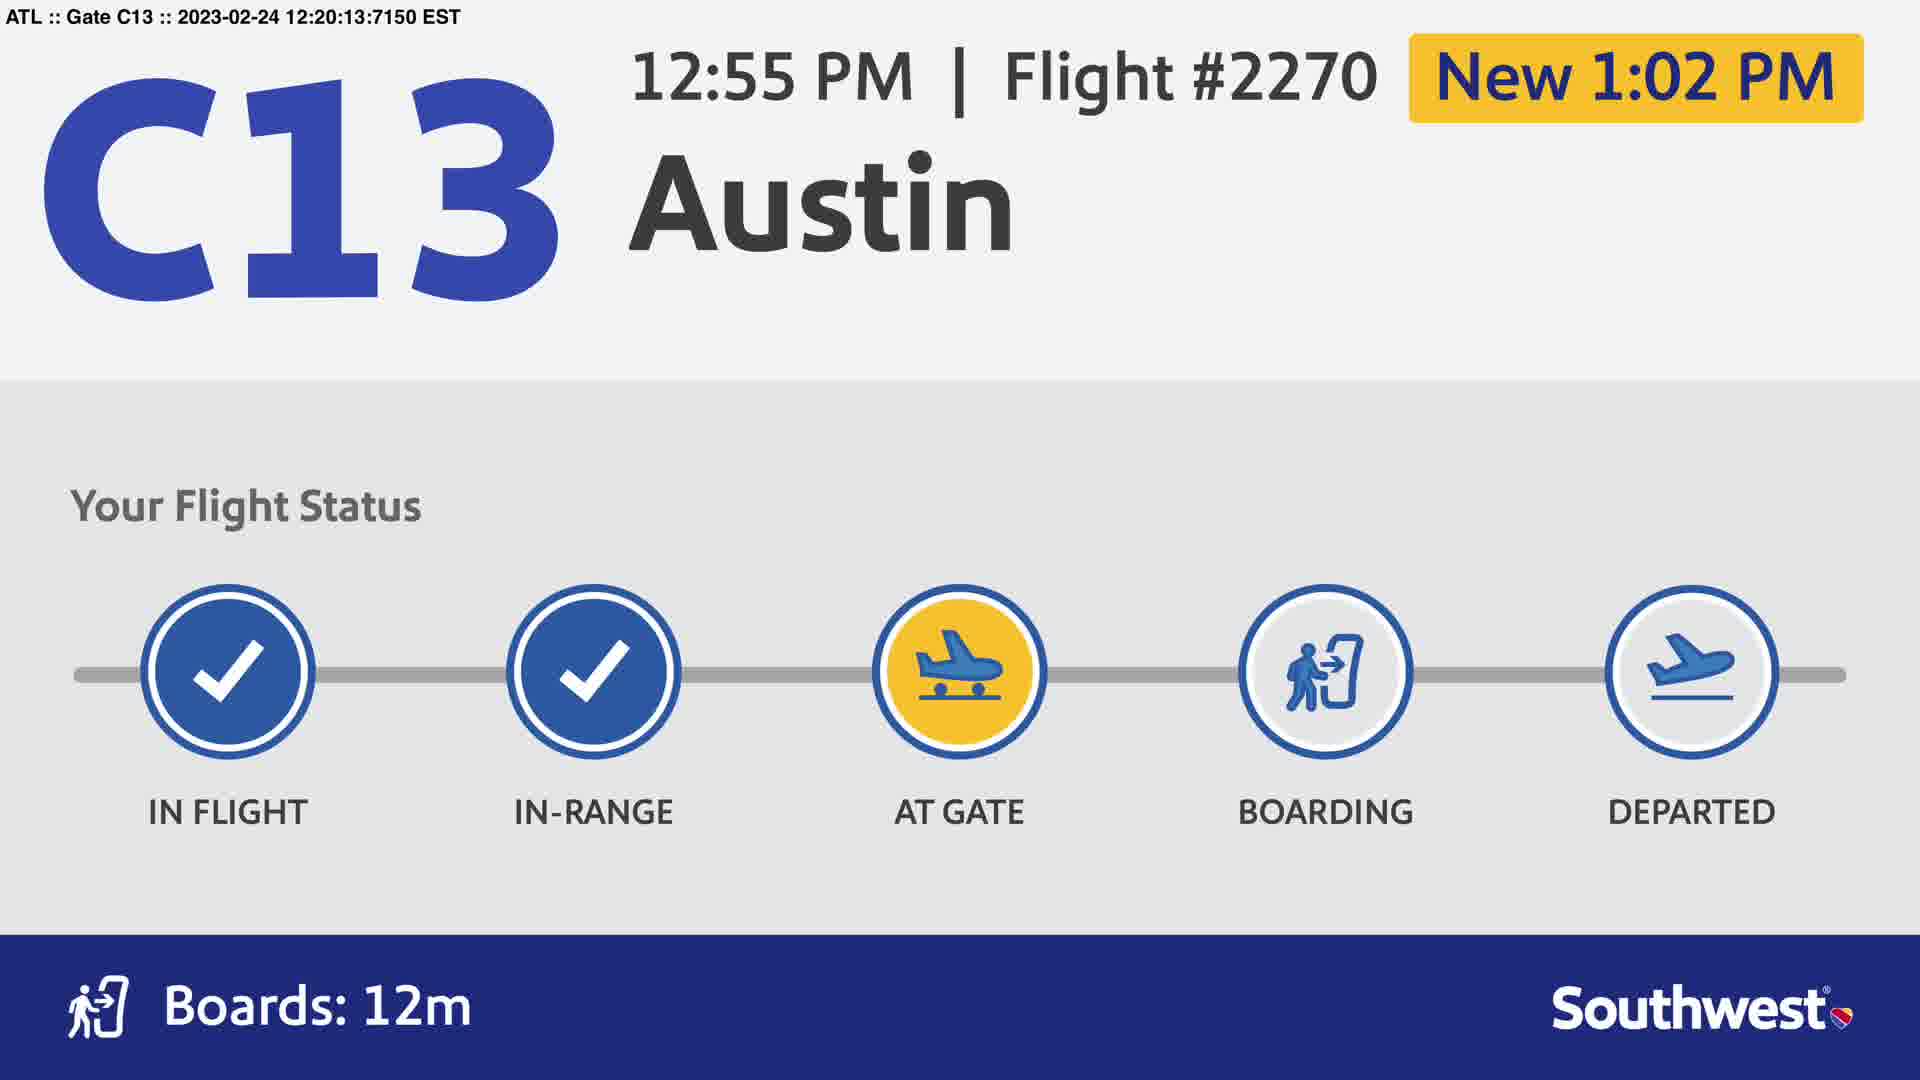 ATL :: Gate C13 :: 2023-02-24 12:20:13:7150 EST
C13
12:55 PM | Flight #2270 New 1:02 PM
Austin
Your Flight Status
IN FLIGHT IN-RANGE AT GATE BOARDING DEPARTED
Boards: 12m
Southwest®